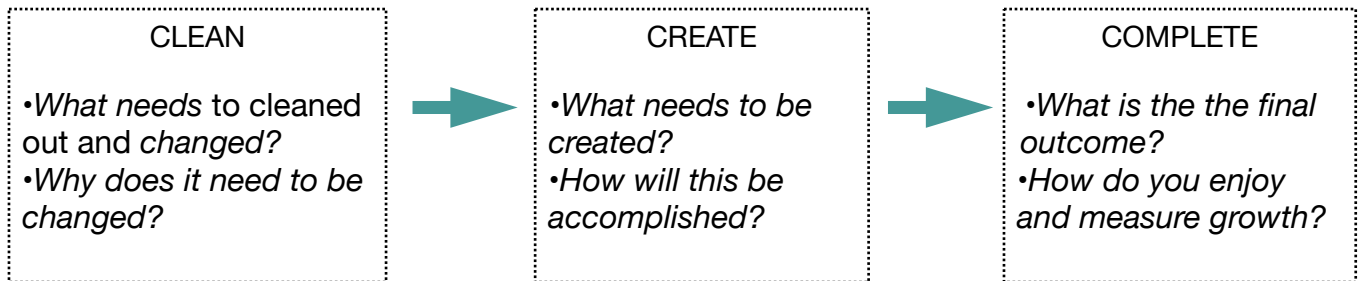 CLEAN
•What needs to cleaned
out and changed?
•Why does it need to be
changed?
CREATE
•What needs to be
created?
•How will this be
accomplished?
COMPLETE
•What is the the final
outcome?
•How do you enjoy
and measure growth?